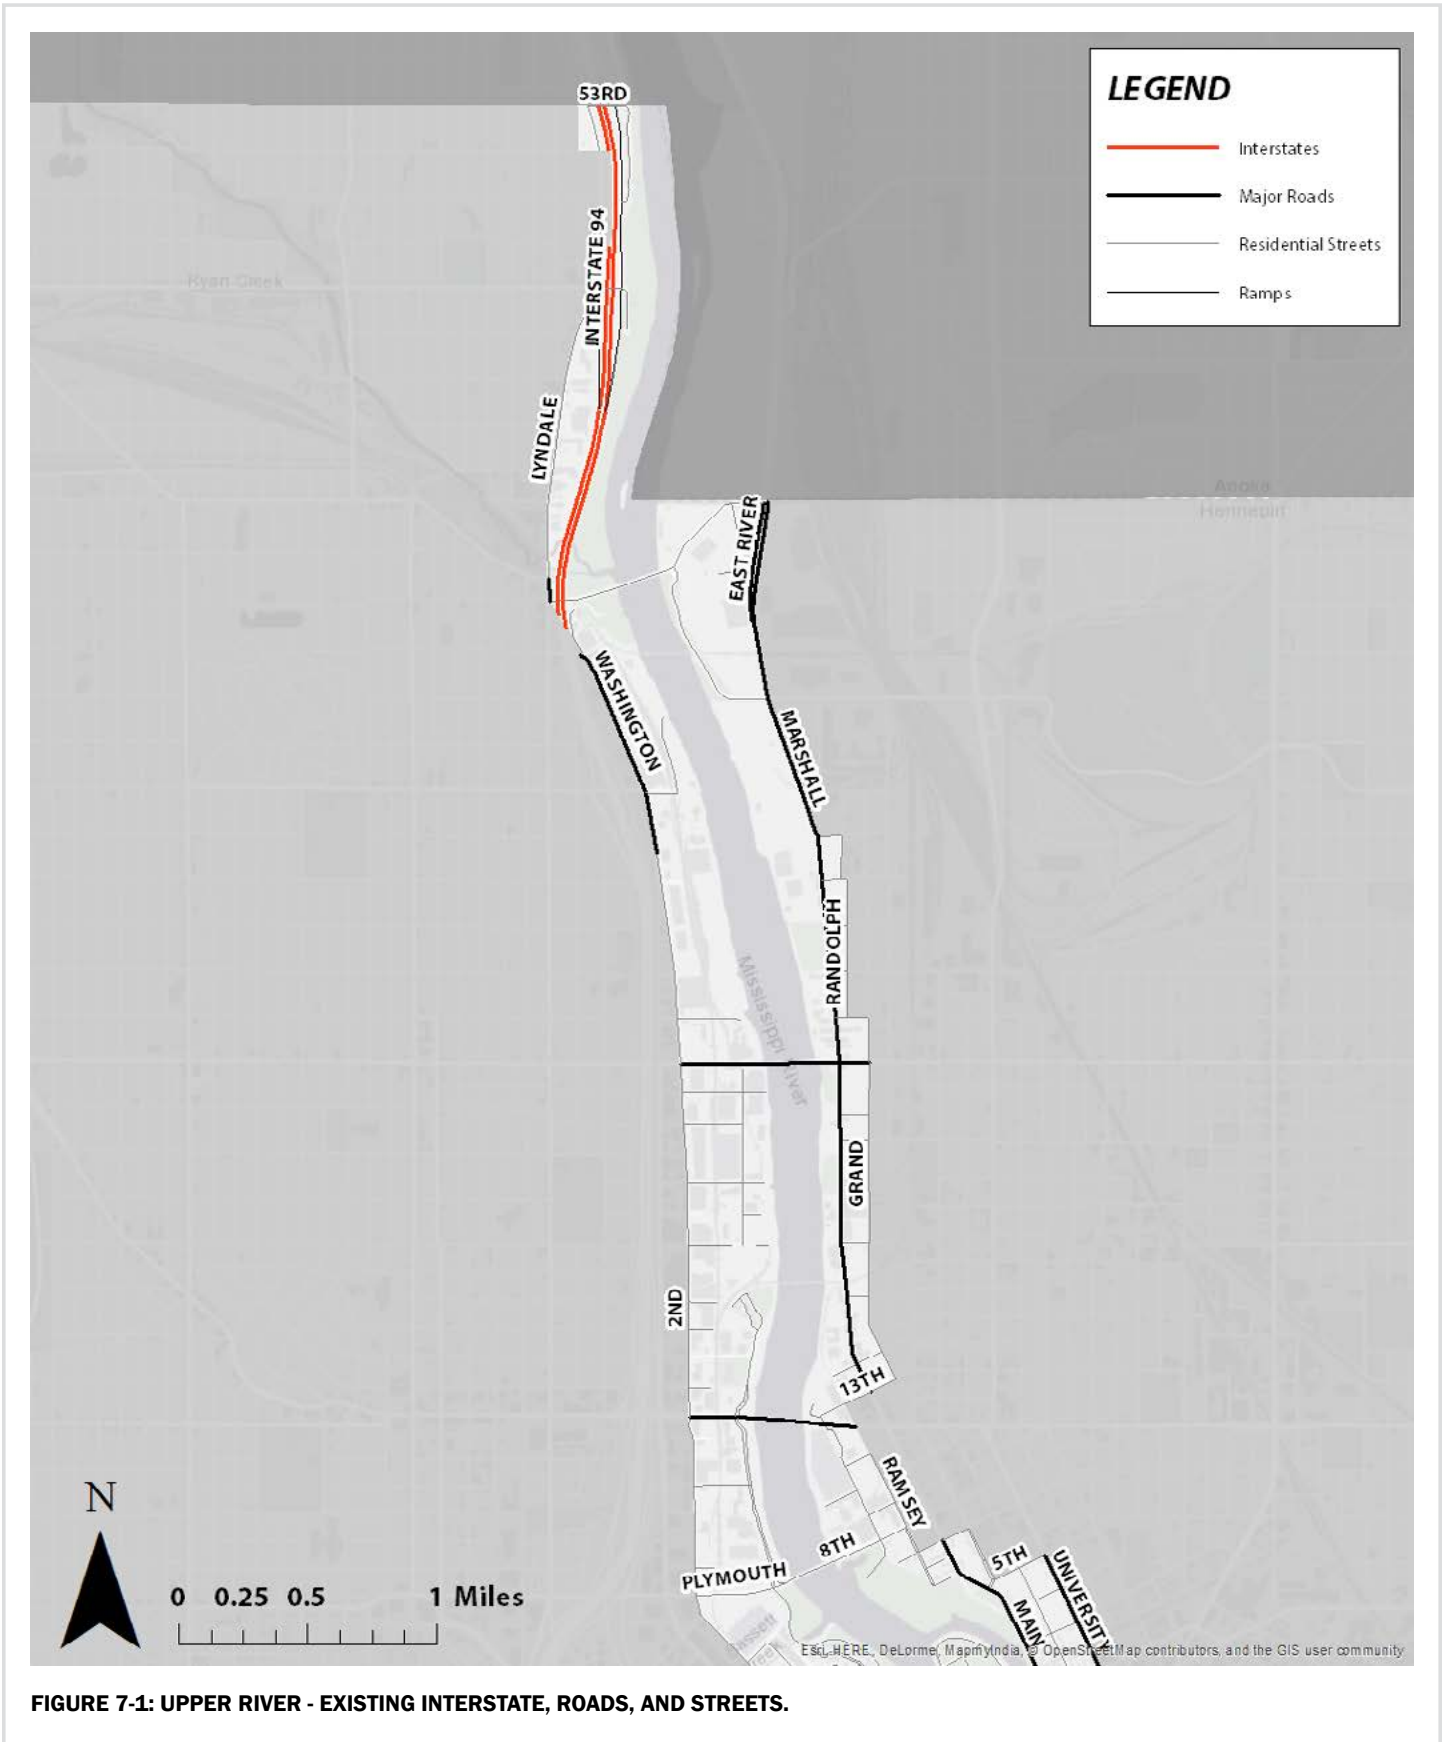 53RD
LEGEND
Interstates
Major Roads
Residential Streets
Ramps
INTERSTATE 94
Ryan Creek
LYNDALE
Anoka
Hennepin
EAST RIVER
WASHINGTON
MARSHALL
RANDOLPH
Mississippi River
GRAND
2ND
13TH
RAMSEY
N
8TH
5TH
UNIVERSITY
PLYMOUTH
MAIN
0 0.25 0.5 1 Miles
Bassett
Creek
Esri, HERE, DeLorme, MapmyIndia, © OpenStreetMap contributors, and the GIS user community
FIGURE 7-1: UPPER RIVER - EXISTING INTERSTATE, ROADS, AND STREETS.